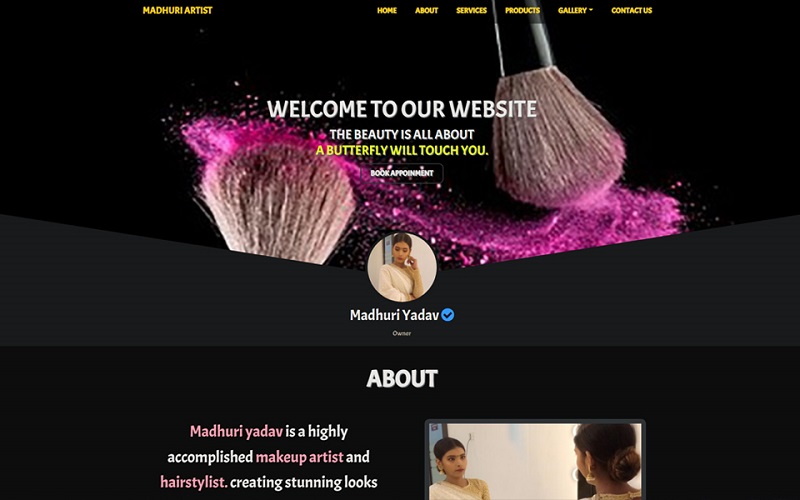 MADHURI ARTIST
HOME ABOUT SERVICES PRODUCTS GALLERY CONTACT US
WELCOME TO OUR WEBSITE
THE BEAUTY IS ALL ABOUT
A BUTTERFLY WILL TOUCH YOU.
BOOK APPOINMENT
Madhuri Yadav
Owner
ABOUT
Madhuri yadav is a highly
accomplished makeup artist and
hairstylist. creating stunning looks